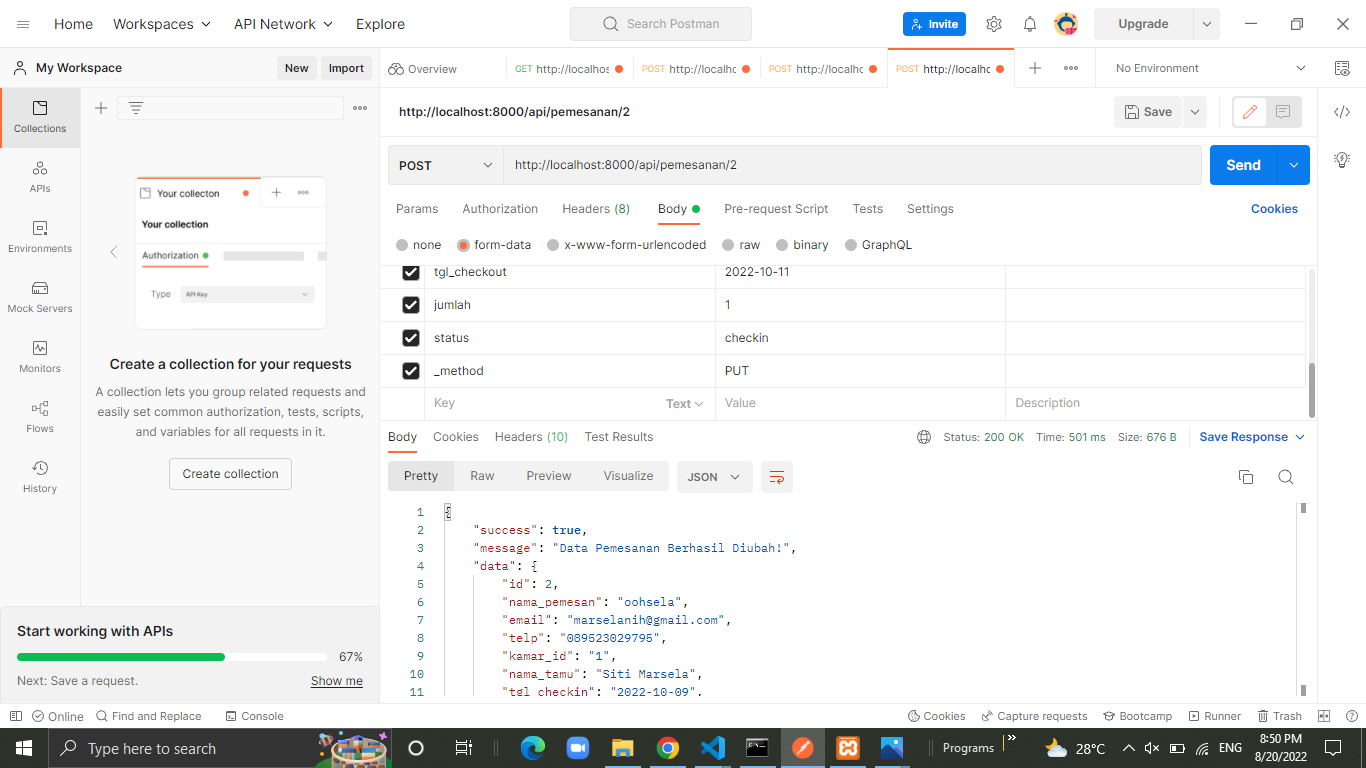 Home Workspaces API Network Explore Search Postman Invite Upgrade
My Workspace New Import Overview GET http://localhos POST http://localhc POST http://localhc POST http://localhc No Environment
Collections
APIs
Environments
Mock Servers
Monitors
Flows
History
Your collecton
Your collection
Authorization
Type API Key
Create a collection for your requests
A collection lets you group related requests and
easily set common authorization, tests, scripts,
and variables for all requests in it.
Create collection
Start working with APIs
67%
Next: Save a request. Show me
http://localhost:8000/api/pemesanan/2 Save
POST http://localhost:8000/api/pemesanan/2 Send
Params Authorization Headers (8) Body Pre-request Script Tests Settings Cookies
none form-data x-www-form-urlencoded raw binary GraphQL
tgl_checkout 2022-10-11
jumlah 1
status checkin
_method PUT
Key Text Value Description
Body Cookies Headers (10) Test Results Status: 200 OK Time: 501 ms Size: 676 B Save Response
Pretty Raw Preview Visualize JSON
1 {
2 "success": true,
3 "message": "Data Pemesanan Berhasil Diubah!",
4 "data": {
5 "id": 2,
6 "nama_pemesan": "oohsela",
7 "email": "marselanih@gmail.com",
8 "telp": "089523029795",
9 "kamar_id": "1",
10 "nama_tamu": "Siti Marsela",
11 "tgl_checkin": "2022-10-09",
Online Find and Replace Console Cookies Capture requests Bootcamp Runner Trash
Type here to search Programs 28°C ENG 8:50 PM
8/20/2022